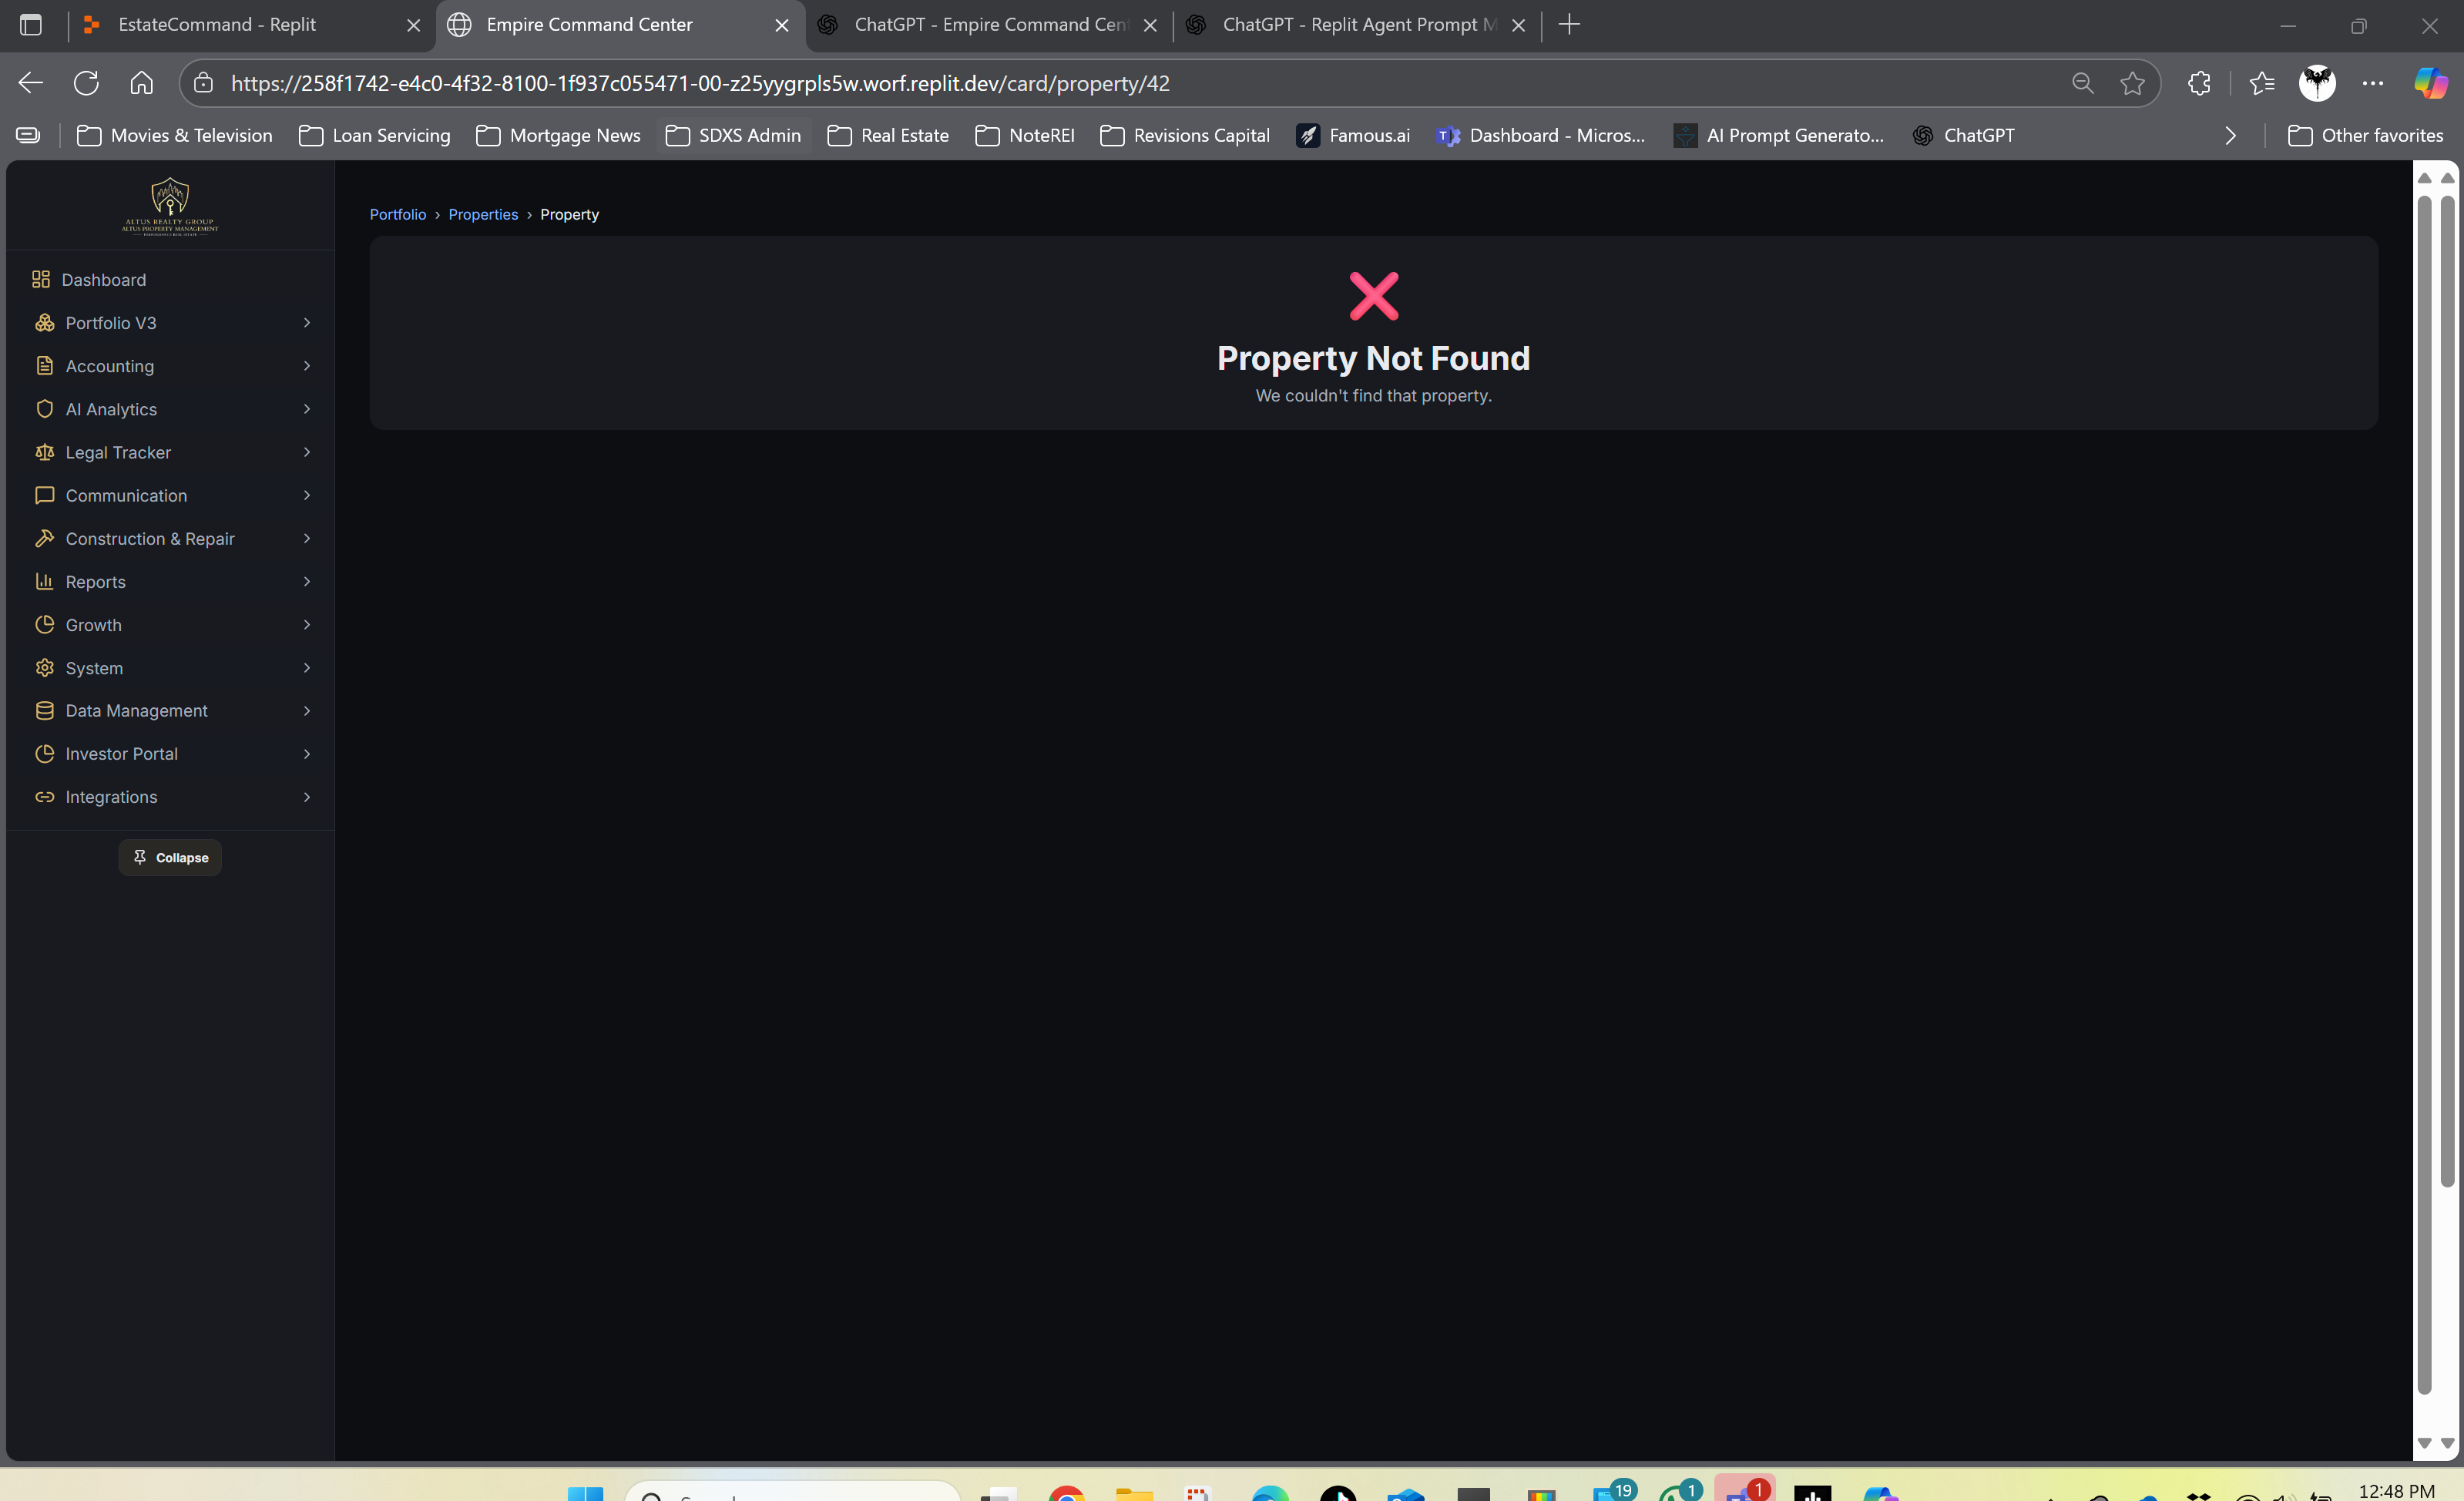 EstateCommand - Replit
Empire Command Center
ChatGPT - Empire Command Cen
ChatGPT - Replit Agent Prompt M
https://258f1742-e4c0-4f32-8100-1f937c055471-00-z25yygrpls5w.worf.replit.dev/card/property/42
Movies & Television
Loan Servicing
Mortgage News
SDXS Admin
Real Estate
NoteREI
Revisions Capital
Famous.ai
Dashboard - Micros...
AI Prompt Generato...
ChatGPT
Other favorites
ALTUS REALTY GROUP
ALTUS PROPERTY MANAGEMENT
Dashboard
Portfolio V3
Accounting
AI Analytics
Legal Tracker
Communication
Construction & Repair
Reports
Growth
System
Data Management
Investor Portal
Integrations
Collapse
Portfolio › Properties › Property
Property Not Found
We couldn't find that property.
19
1
1
12:48 PM